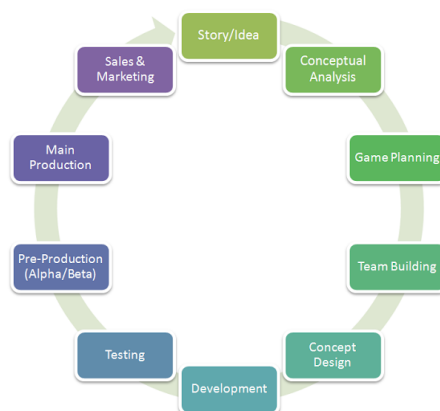 Story/Idea
Conceptual
Analysis
Game Planning
Team Building
Concept
Design
Development
Testing
Pre-Production
(Alpha/Beta)
Main
Production
Sales &
Marketing